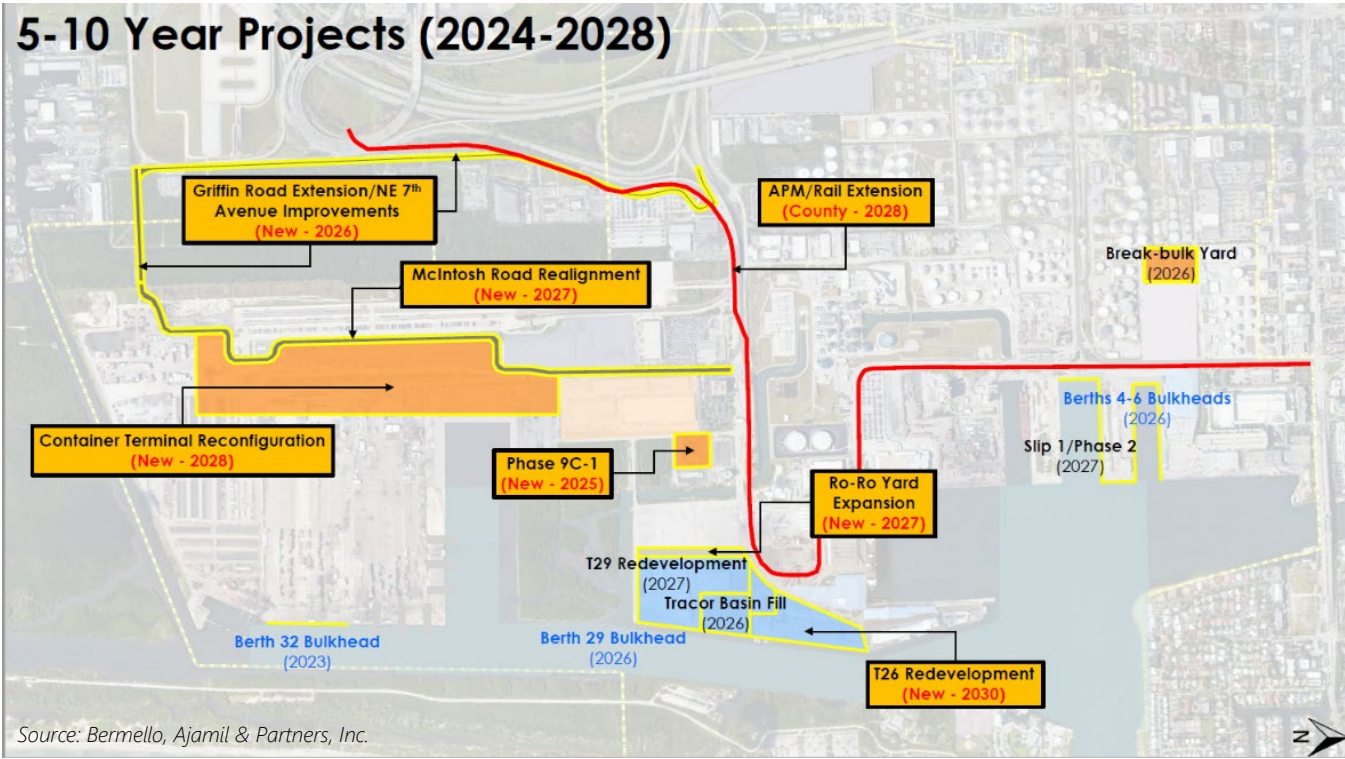 5-10 Year Projects (2024-2028)
Griffin Road Extension/NE 7th
Avenue Improvements
(New - 2026)
APM/Rail Extension
(County - 2028)
Break-bulk Yard
(2026)
McIntosh Road Realignment
(New - 2027)
Berths 4-6 Bulkheads
(2026)
Container Terminal Reconfiguration
(New - 2028)
Slip 1/Phase 2
(2027)
Phase 9C-1
(New - 2025)
Ro-Ro Yard
Expansion
(New - 2027)
T29 Redevelopment
(2027)
Tracor Basin Fill
(2026)
Berth 32 Bulkhead
(2023)
Berth 29 Bulkhead
(2026)
T26 Redevelopment
(New - 2030)
Source: Bermello, Ajamil & Partners, Inc.
N